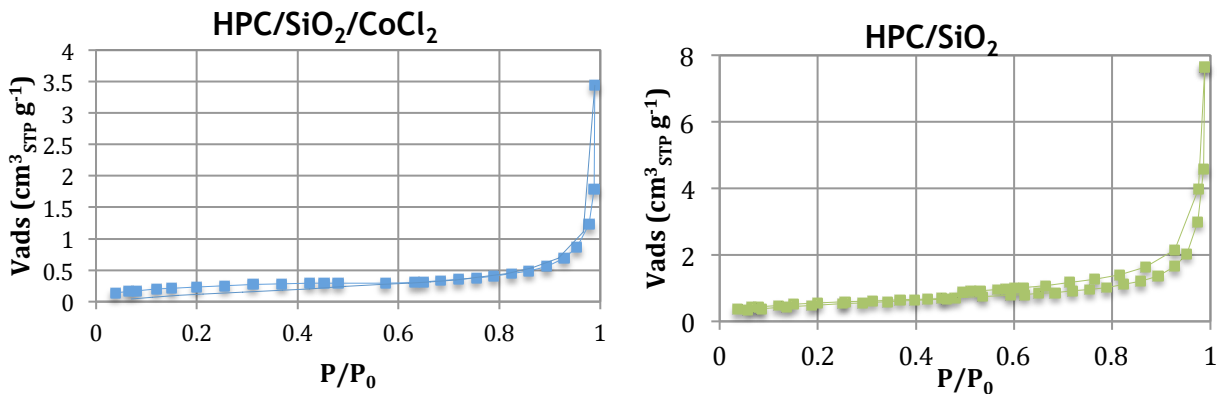 HPC/SiO₂/CoCl₂
Vads (cm³STP g⁻¹)
4
3.5
3
2.5
2
1.5
1
0.5
0
0 0.2 0.4 0.6 0.8 1
P/P₀
HPC/SiO₂
Vads (cm³STP g⁻¹)
8
6
4
2
0
0 0.2 0.4 0.6 0.8 1
P/P₀